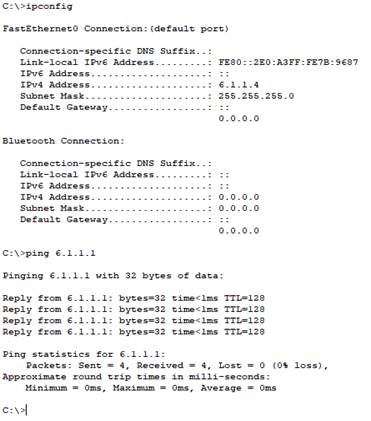 C:\>ipconfig
FastEthernet0 Connection:(default port)
Connection-specific DNS Suffix..:
Link-local IPv6 Address.........: FE80::2E0:A3FF:FE7B:9687
IPv6 Address....................: ::
IPv4 Address....................: 6.1.1.4
Subnet Mask.....................: 255.255.255.0
Default Gateway.................: ::
0.0.0.0
Bluetooth Connection:
Connection-specific DNS Suffix..:
Link-local IPv6 Address.........: ::
IPv6 Address....................: ::
IPv4 Address....................: 0.0.0.0
Subnet Mask.....................: 0.0.0.0
Default Gateway.................: ::
0.0.0.0
C:\>ping 6.1.1.1
Pinging 6.1.1.1 with 32 bytes of data:
Reply from 6.1.1.1: bytes=32 time<1ms TTL=128
Reply from 6.1.1.1: bytes=32 time<1ms TTL=128
Reply from 6.1.1.1: bytes=32 time<1ms TTL=128
Reply from 6.1.1.1: bytes=32 time<1ms TTL=128
Ping statistics for 6.1.1.1:
Packets: Sent = 4, Received = 4, Lost = 0 (0% loss),
Approximate round trip times in milli-seconds:
Minimum = 0ms, Maximum = 0ms, Average = 0ms
C:\>